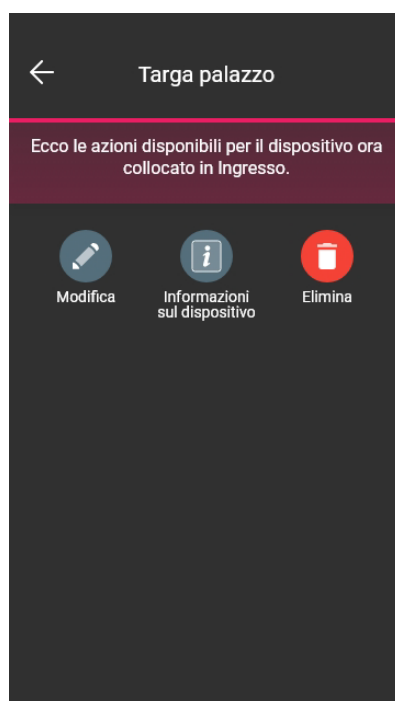 Targa palazzo
Ecco le azioni disponibili per il dispositivo ora
collocato in Ingresso.
Modifica
Informazioni
sul dispositivo
Elimina